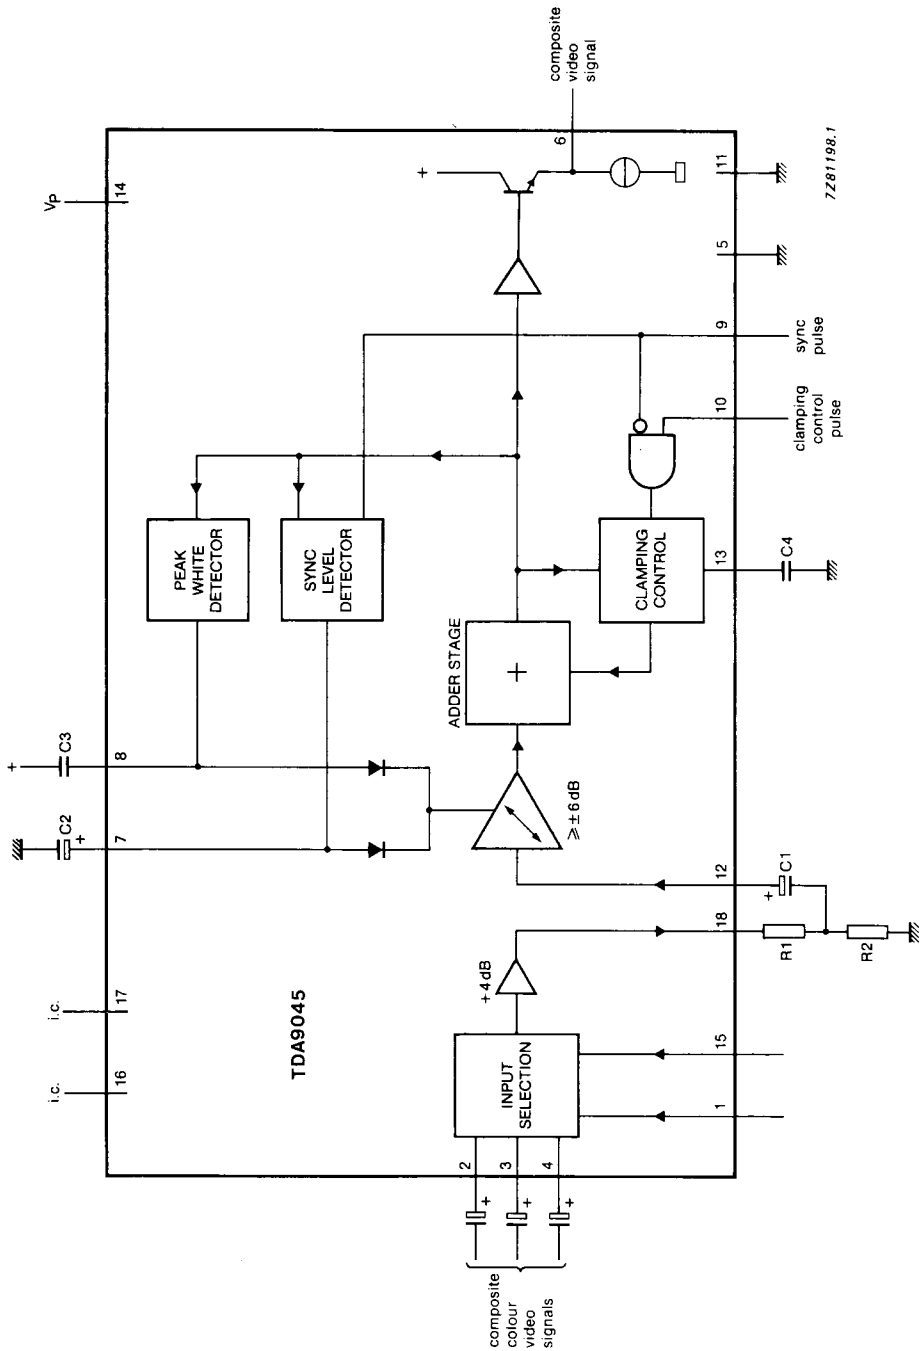 i.c.
16
i.c.
17
C2
+
7
+
C3
8
VP
14
TDA9045
PEAK
WHITE
DETECTOR
SYNC
LEVEL
DETECTOR
composite
colour
video
signals
+
2
+
3
+
4
INPUT
SELECTION
+4 dB
⩾ ± 6 dB
ADDER STAGE
+
CLAMPING
CONTROL
+
6
composite
video
signal
1
15
18
R1
R2
12
+
C1
13
C4
10
clamping
control
pulse
9
sync
pulse
5
11
7Z81198.1